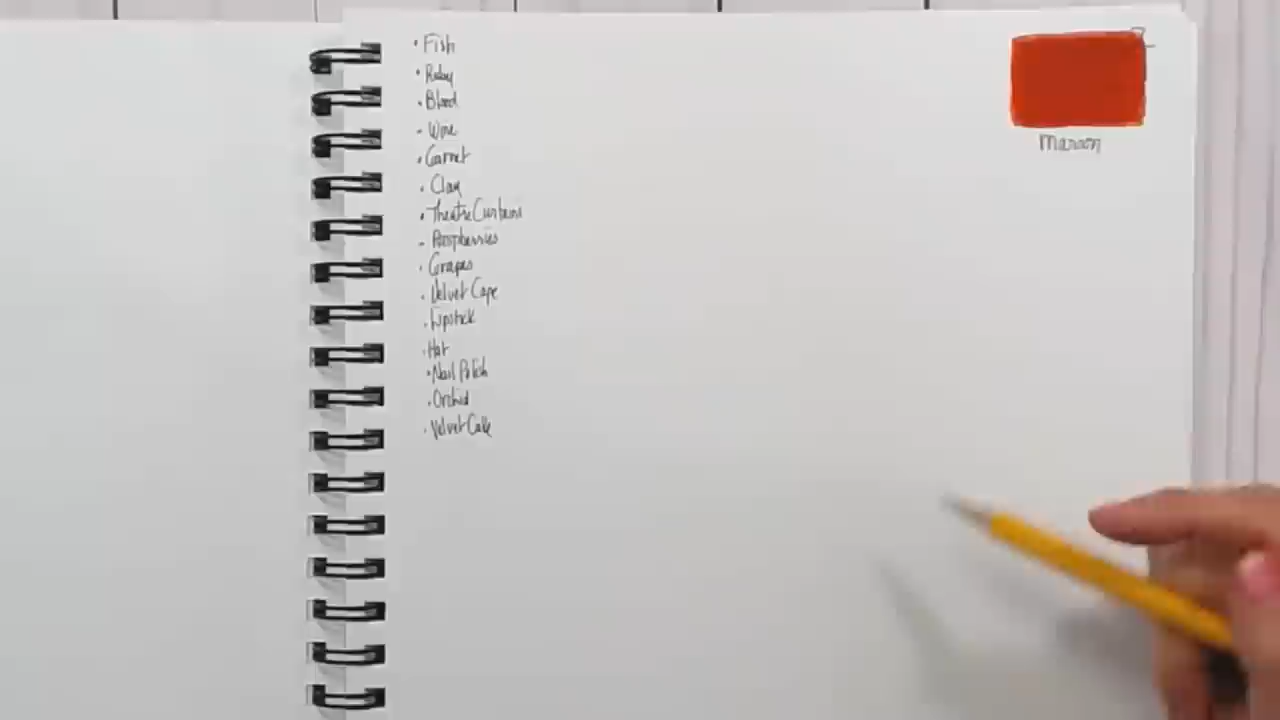 • Fish
• Ruby
• Blood
- Wine
• Garnet
• Clay
• Theatre Curtains
- Raspberries
• Grapes
• Velvet Cape
• Lipstick
• Hat
• Nail Polish
• Orchid
• Velvet Cake
2
Maroon